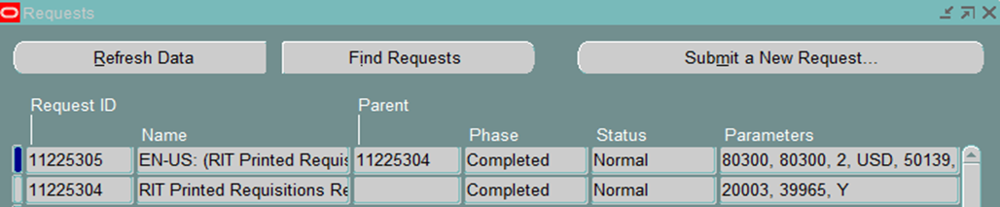 Requests
Refresh Data Find Requests Submit a New Request...
Request ID Parent
Name Phase Status Parameters
11225305 EN-US: (RIT Printed Requis 11225304 Completed Normal 80300, 80300, 2, USD, 50139,
11225304 RIT Printed Requisitions Re Completed Normal 20003, 39965, Y